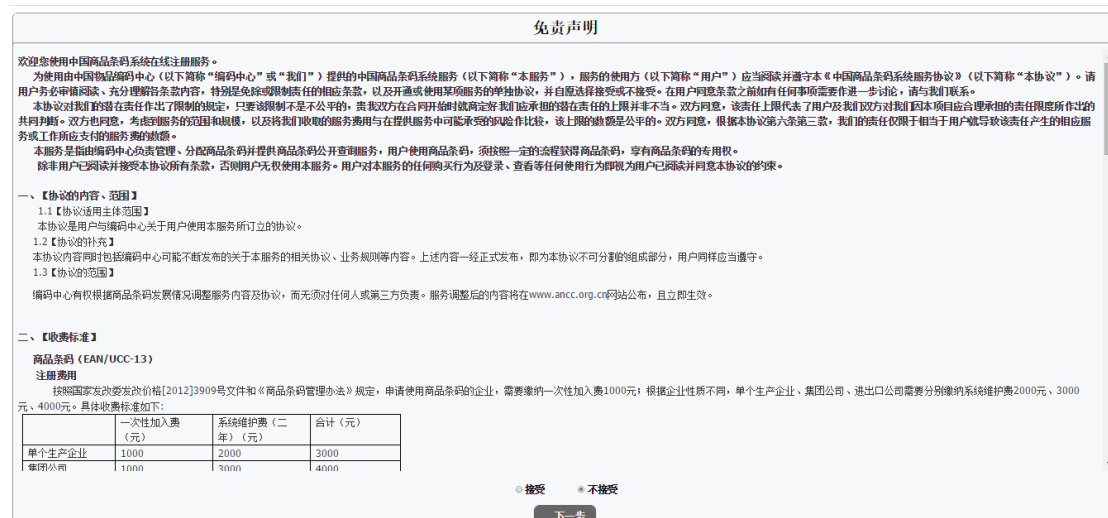 免责声明
欢迎您使用中国商品条码系统在线注册服务。
为使用由中国物品编码中心（以下简称“编码中心”或“我们”）提供的中国商品条码系统服务（以下简称“本服务”），服务的使用方（以下简称“用户”）应当阅读并遵守本《中国商品条码系统服务协议》（以下简称“本协议”）。请
用户务必审慎阅读、充分理解各条款内容，特别是免除或限制责任的相应条款，以及开通或使用某项服务的单独协议，并自愿选择接受或不接受。在用户同意条款之前如有任何事项需要作进一步讨论，请与我们联系。
本协议对我们的潜在责任作出了限制的规定，只要该限制不是不公平的，贵我双方在合同开始时就商定好我们应承担的潜在责任的上限并非不当。双方同意，该责任上限代表了用户及我们双方对我们因本项目应合理承担的责任限度所作出的
共同判断。双方也同意，考虑到服务的范围和规模，以及将我们收取的服务费用与在提供服务中可能承受的风险作比较，该上限的数额是公平的。双方同意，根据本协议第六条第三款，我们的责任仅限于相当于用户就导致该责任产生的相应服
务或工作所应支付的服务费的数额。
本服务是指由编码中心负责管理、分配商品条码并提供商品条码公开查询服务，用户使用商品条码，须按照一定的流程获得商品条码，享有商品条码的专用权。
除非用户已阅读并接受本协议所有条款，否则用户无权使用本服务。用户对本服务的任何购买行为及登录、查看等任何使用行为即视为用户已阅读并同意本协议的约束。
一、【协议的内容、范围】
1.1【协议适用主体范围】
本协议是用户与编码中心关于用户使用本服务所订立的协议。
1.2【协议的补充】
本协议内容同时包括编码中心可能不断发布的关于本服务的相关协议、业务规则等内容。上述内容一经正式发布，即为本协议不可分割的组成部分，用户同样应当遵守。
1.3【协议的范围】
编码中心有权根据商品条码发展情况调整服务内容及协议，而无须对任何人或第三方负责。服务调整后的内容将在www.ancc.org.cn网站公布，且立即生效。
二、【收费标准】
商品条码（EAN/UCC-13）
注册费用
按照国家发改委发改价格[2012]3909号文件和《商品条码管理办法》规定，申请使用商品条码的企业，需要缴纳一次性加入费1000元；根据企业性质不同，单个生产企业、集团公司、进出口公司需要分别缴纳系统维护费2000元、3000
元、4000元。具体收费标准如下：
一次性加入费（元） 系统维护费（二年）（元） 合计（元）
单个生产企业 1000 2000 3000
集团公司 1000 3000 4000
接受 不接受
下一步